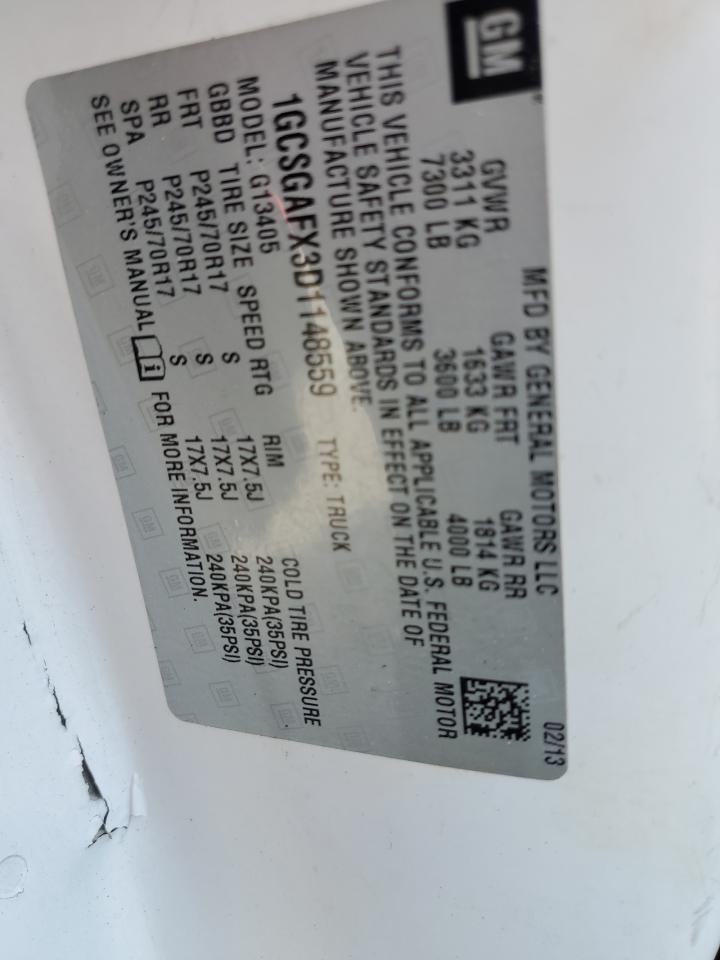 GM
MFD BY GENERAL MOTORS LLC 02/13
GVWR GAWR FRT GAWR RR
3311 KG 1633 KG 1814 KG
7300 LB 3600 LB 4000 LB
THIS VEHICLE CONFORMS TO ALL APPLICABLE U.S. FEDERAL MOTOR
VEHICLE SAFETY STANDARDS IN EFFECT ON THE DATE OF
MANUFACTURE SHOWN ABOVE.
1GCSGAFX3D1148559 TYPE: TRUCK
MODEL: G13405
GBBD TIRE SIZE SPEED RTG RIM COLD TIRE PRESSURE
FRT P245/70R17 S 17X7.5J 240KPA(35PSI)
RR P245/70R17 S 17X7.5J 240KPA(35PSI)
SPA P245/70R17 S 17X7.5J 240KPA(35PSI)
SEE OWNER'S MANUAL i FOR MORE INFORMATION.